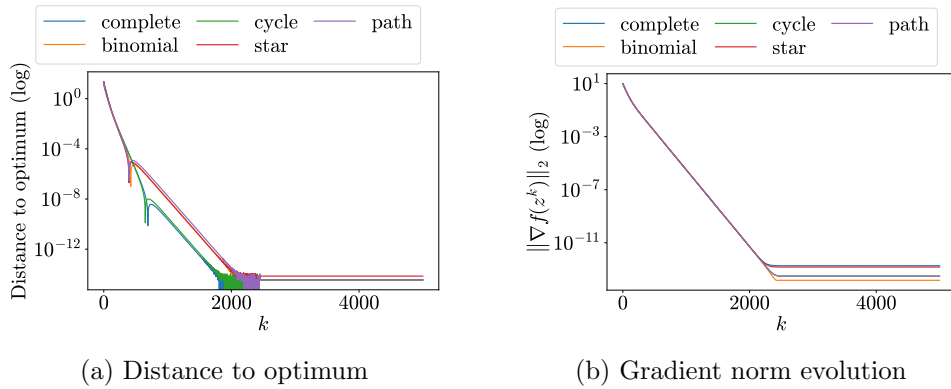 complete cycle path
binomial star
Distance to optimum (log)
10^0
10^{-4}
10^{-8}
10^{-12}
0 2000 4000
k
(a) Distance to optimum
complete cycle path
binomial star
||∇f(z^k)||_2 (log)
10^1
10^{-3}
10^{-7}
10^{-11}
0 2000 4000
k
(b) Gradient norm evolution